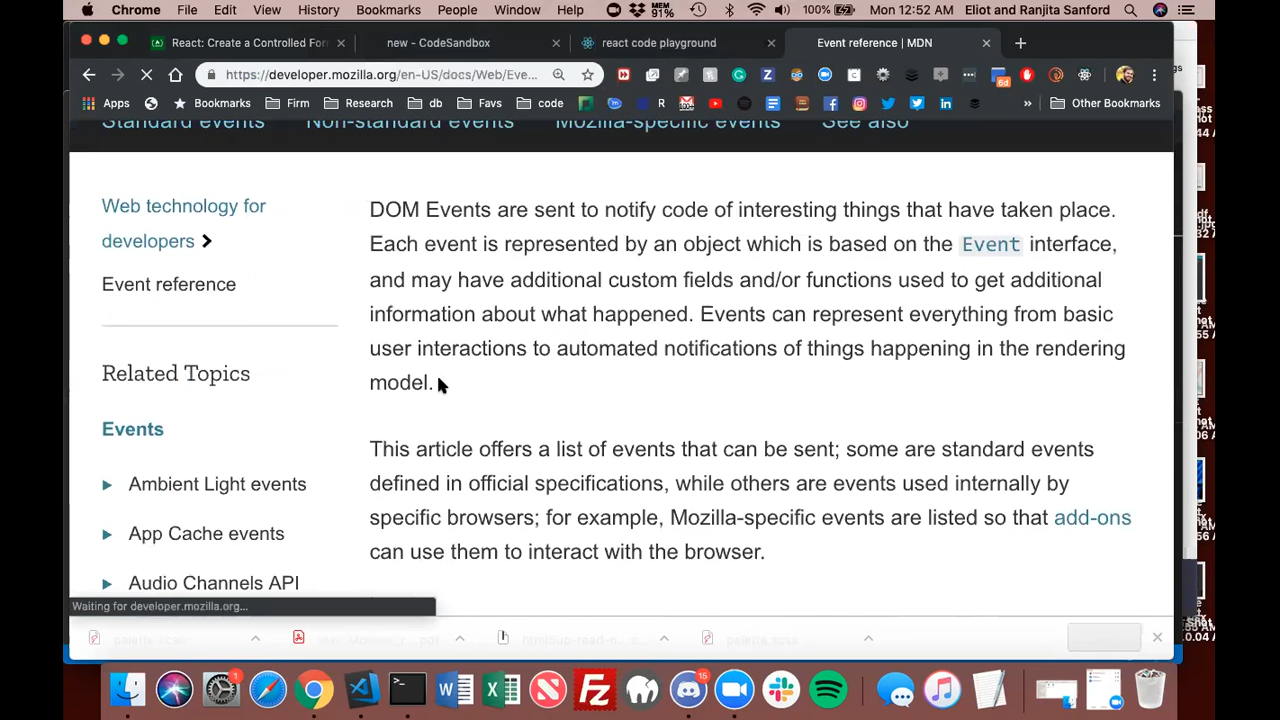 Chrome File Edit View History Bookmarks People Window Help MEM 91% 100% Mon 12:52 AM Eliot and Ranjita Sanford
React: Create a Controlled For
new - CodeSandbox
react code playground
Event reference | MDN
https://developer.mozilla.org/en-US/docs/Web/Eve...
6d
Apps Bookmarks Firm Research db Favs code R 100+ Other Bookmarks
Standard events Non-standard events Mozilla-specific events See also
Web technology for
developers
Event reference
Related Topics
Events
Ambient Light events
App Cache events
Audio Channels API
DOM Events are sent to notify code of interesting things that have taken place.
Each event is represented by an object which is based on the Event interface,
and may have additional custom fields and/or functions used to get additional
information about what happened. Events can represent everything from basic
user interactions to automated notifications of things happening in the rendering
model.
This article offers a list of events that can be sent; some are standard events
defined in official specifications, while others are events used internally by
specific browsers; for example, Mozilla-specific events are listed so that add-ons
can use them to interact with the browser.
Waiting for developer.mozilla.org...
palette.scss
palette.scss
1
15